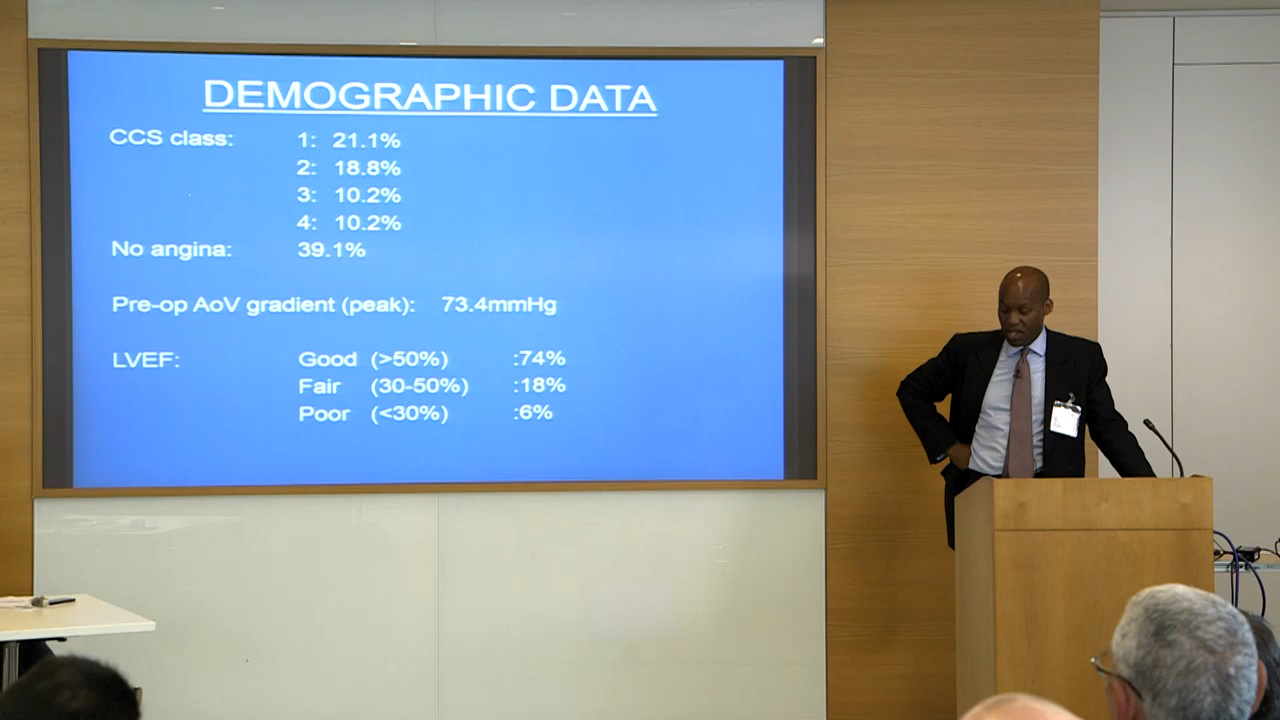 DEMOGRAPHIC DATA
CCS class: 1: 21.1%
2: 18.8%
3: 10.2%
4: 10.2%
No angina: 39.1%
Pre-op AoV gradient (peak): 73.4mmHg
LVEF: Good (>50%) :74%
Fair (30-50%) :18%
Poor (<30%) :6%